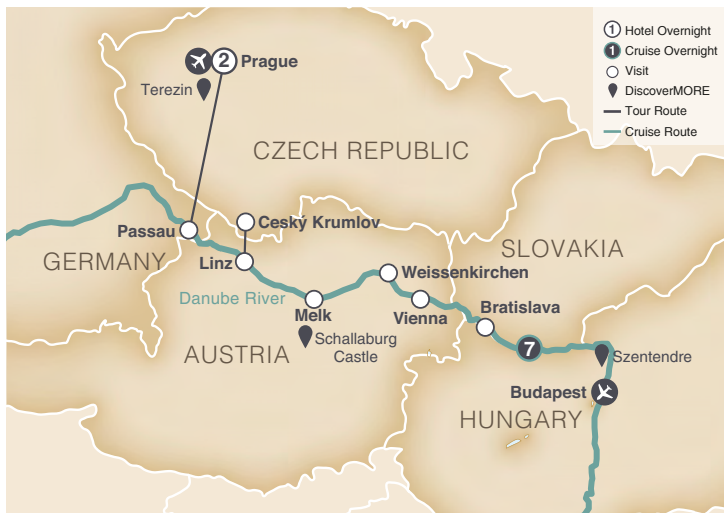 1 Hotel Overnight
1 Cruise Overnight
Visit
DiscoverMORE
Tour Route
Cruise Route
2 Prague
Terezin
CZECH REPUBLIC
Ceský Krumlov
Passau
SLOVAKIA
GERMANY
Linz
Weissenkirchen
Danube River
Melk
Vienna
Bratislava
Schallaburg
Castle
7
AUSTRIA
Szentendre
Budapest
HUNGARY